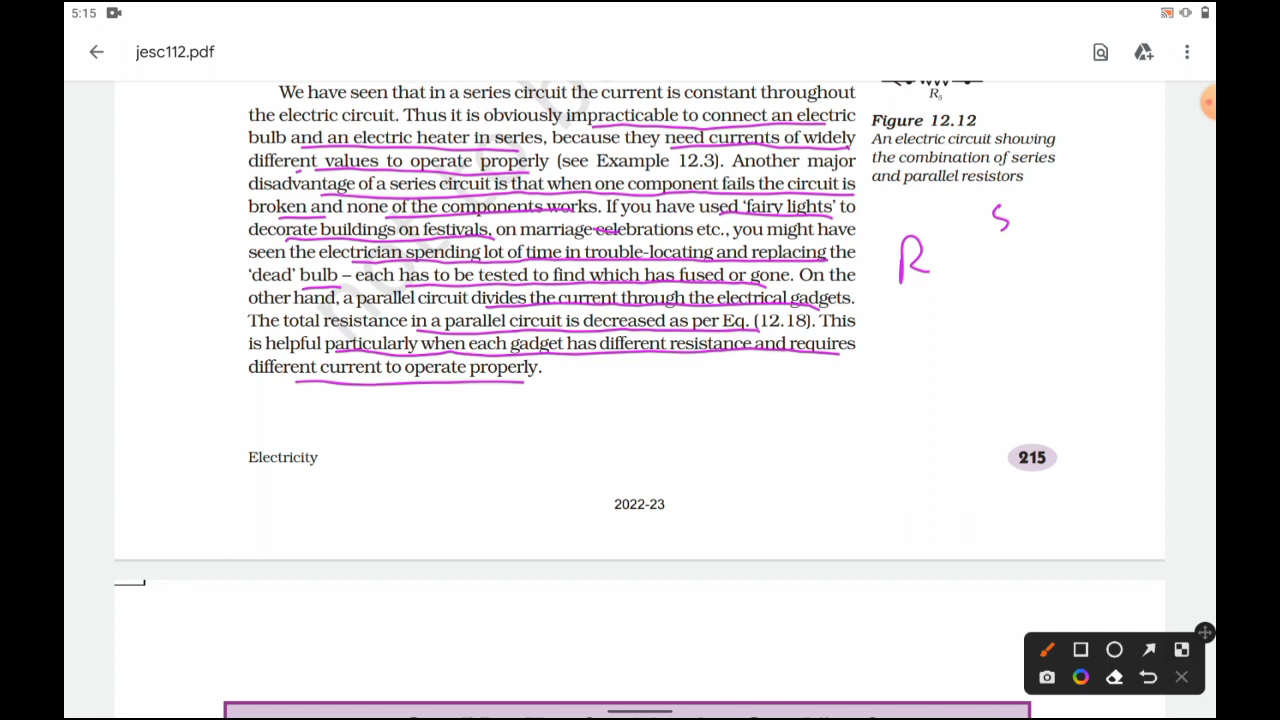 5:15
jesc112.pdf
We have seen that in a series circuit the current is constant throughout
the electric circuit. Thus it is obviously impracticable to connect an electric
bulb and an electric heater in series, because they need currents of widely
different values to operate properly (see Example 12.3). Another major
disadvantage of a series circuit is that when one component fails the circuit is
broken and none of the components works. If you have used ‘fairy lights’ to
decorate buildings on festivals, on marriage celebrations etc., you might have
seen the electrician spending lot of time in trouble-locating and replacing the
‘dead’ bulb – each has to be tested to find which has fused or gone. On the
other hand, a parallel circuit divides the current through the electrical gadgets.
The total resistance in a parallel circuit is decreased as per Eq. (12.18). This
is helpful particularly when each gadget has different resistance and requires
different current to operate properly.
R5
Figure 12.12
An electric circuit showing
the combination of series
and parallel resistors
S
R
Electricity
215
2022-23